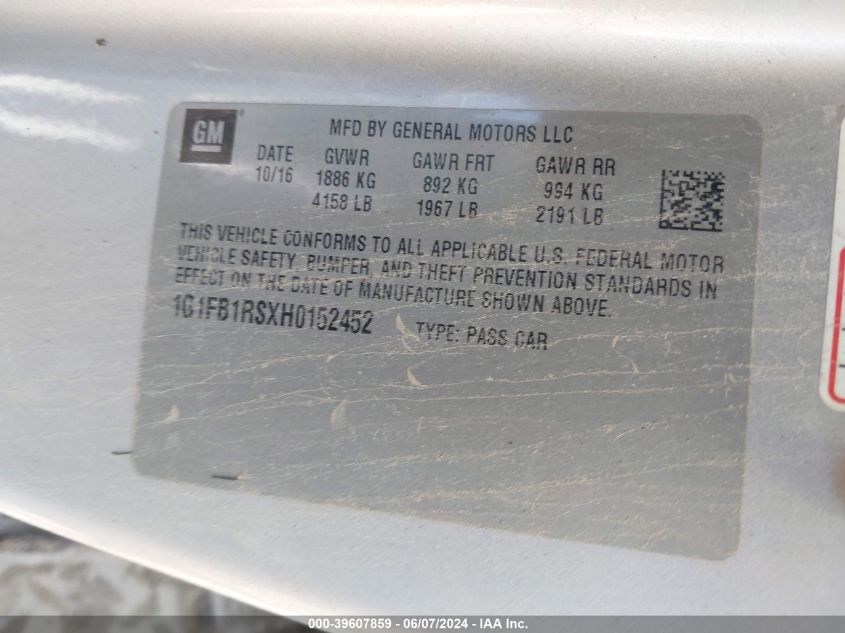 GM
MFD BY GENERAL MOTORS LLC
DATE GVWR GAWR FRT GAWR RR
10/16 1886 KG 892 KG 994 KG
4158 LB 1967 LB 2191 LB
THIS VEHICLE CONFORMS TO ALL APPLICABLE U.S. FEDERAL MOTOR
VEHICLE SAFETY, BUMPER, AND THEFT PREVENTION STANDARDS IN
EFFECT ON THE DATE OF MANUFACTURE SHOWN ABOVE.
1G1FB1RSXH0152452 TYPE: PASS CAR
000-39607859 - 06/07/2024 - IAA Inc.